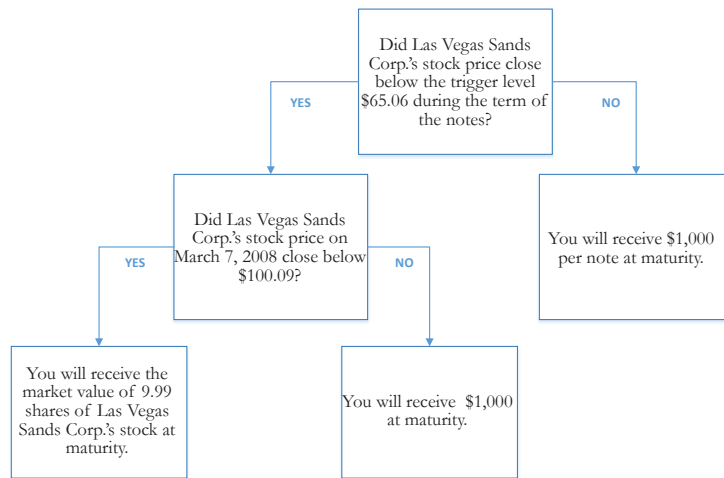 Did Las Vegas Sands
Corp.'s stock price close
below the trigger level
$65.06 during the term of
the notes?
YES
NO
Did Las Vegas Sands
Corp.'s stock price on
March 7, 2008 close below
$100.09?
You will receive $1,000
per note at maturity.
YES
NO
You will receive the
market value of 9.99
shares of Las Vegas
Sands Corp.'s stock at
maturity.
You will receive $1,000
at maturity.